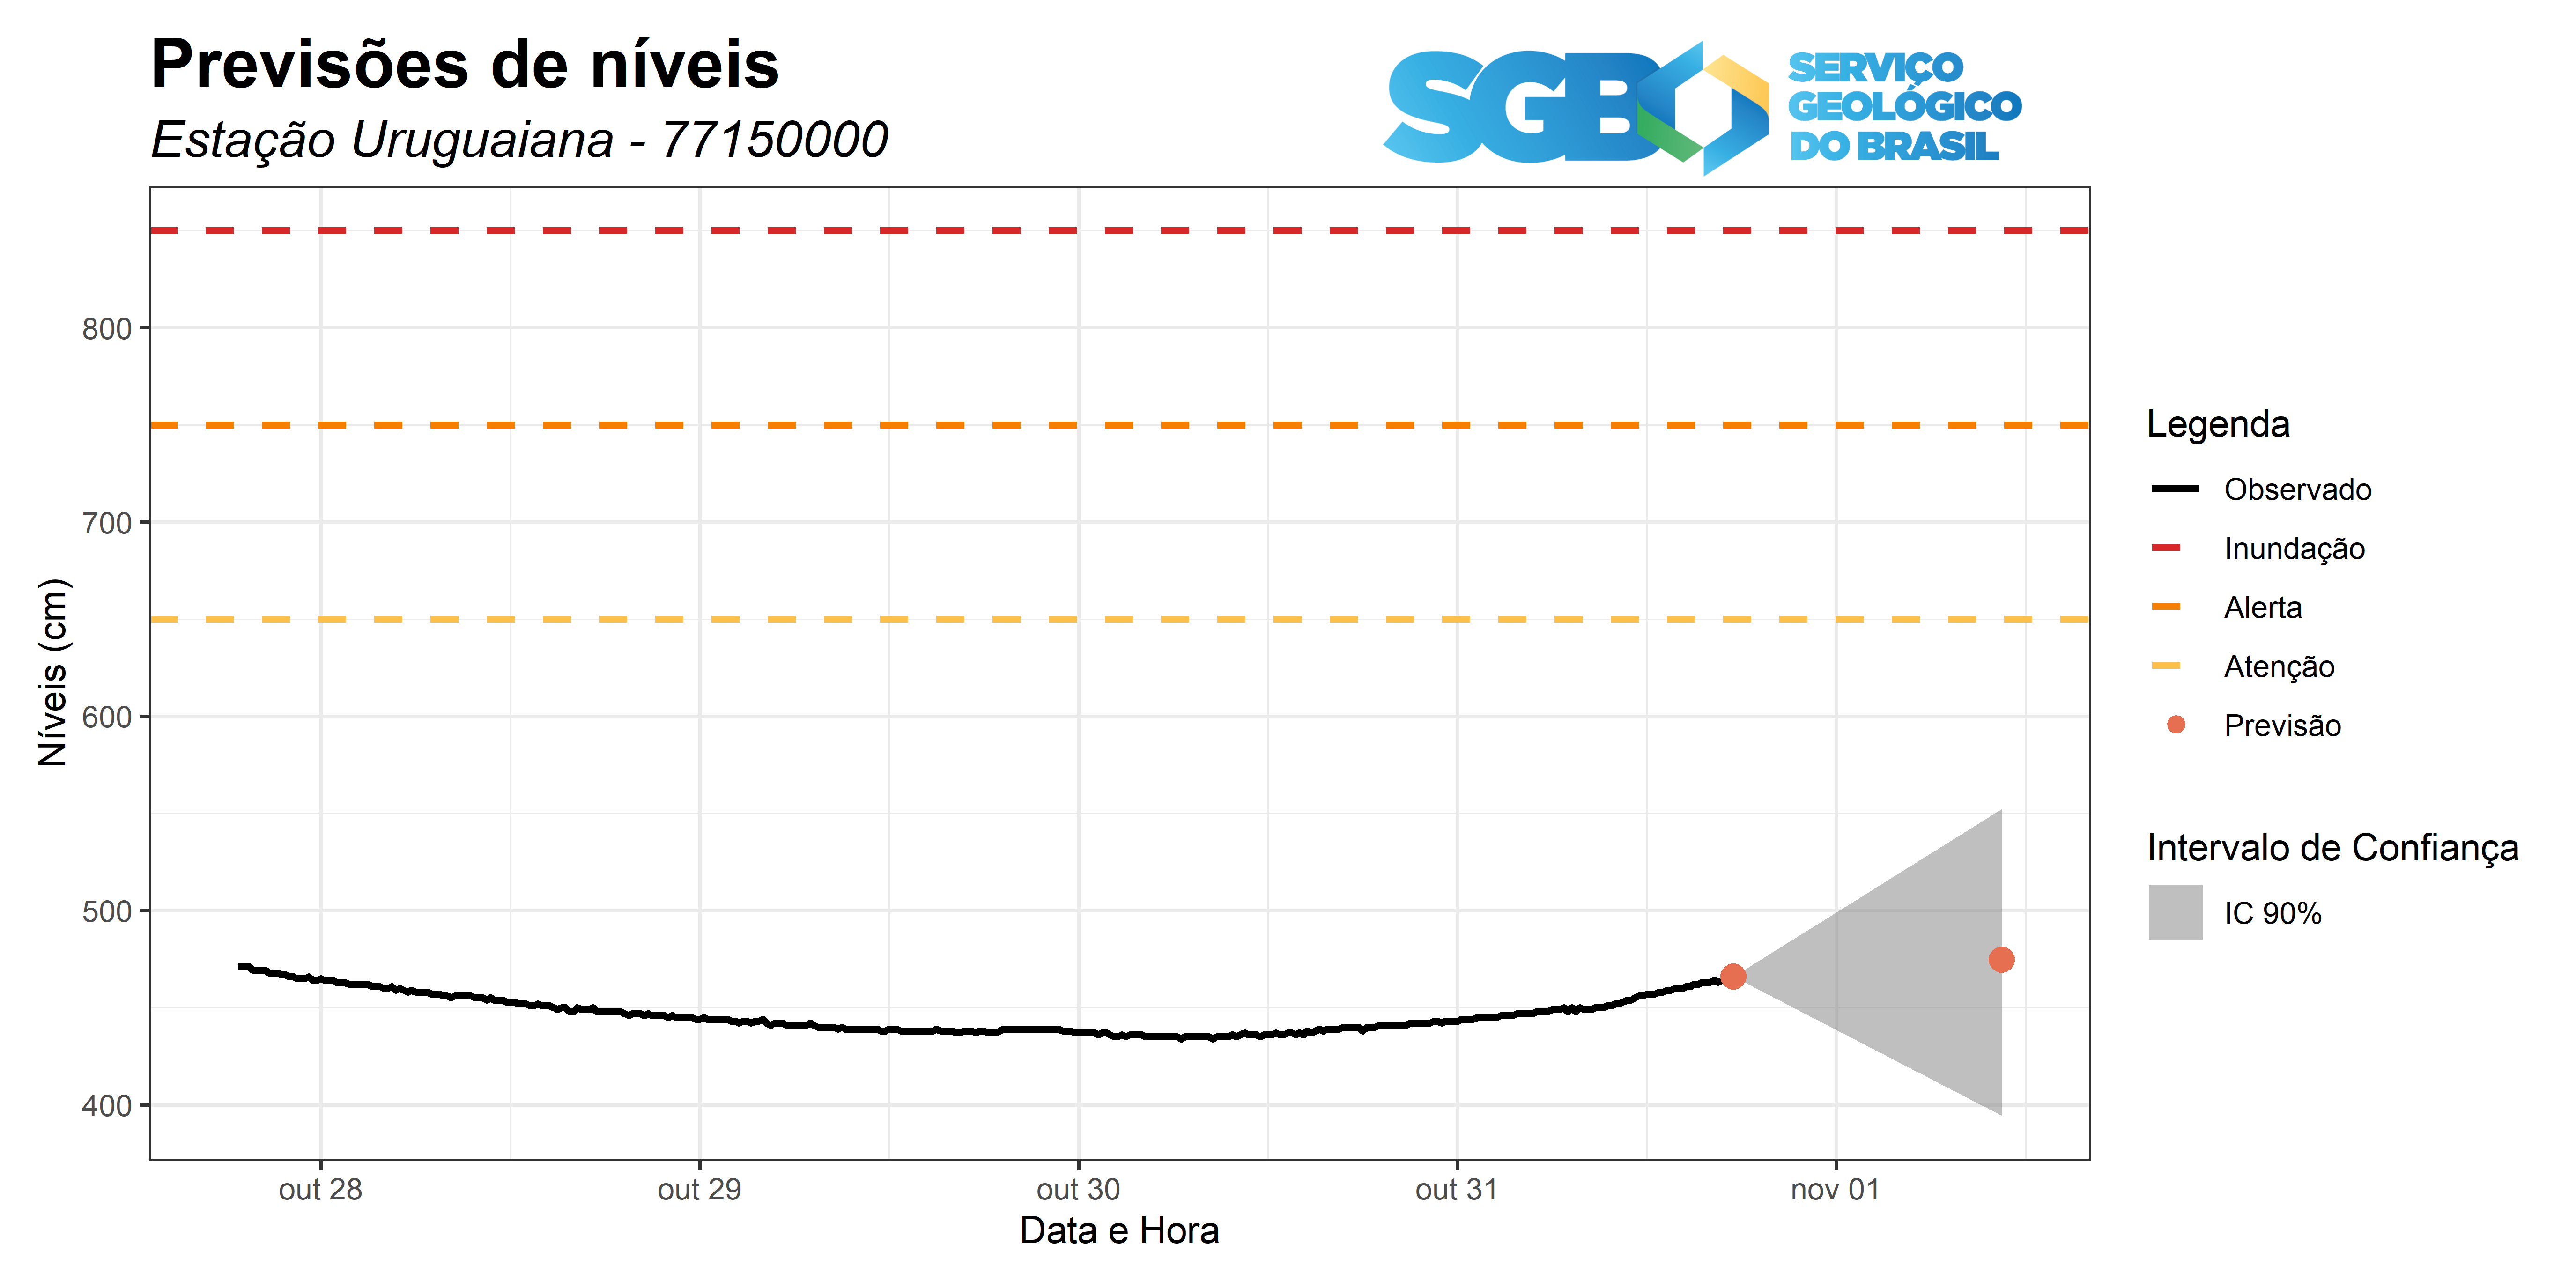 Previsões de níveis
Estação Uruguaiana - 77150000
SGB
SERVIÇO
GEOLÓGICO
DO BRASIL
800
700
600
500
400
Níveis (cm)
out 28
out 29
out 30
out 31
nov 01
Data e Hora
Legenda
Observado
Inundação
Alerta
Atenção
Previsão
Intervalo de Confiança
IC 90%